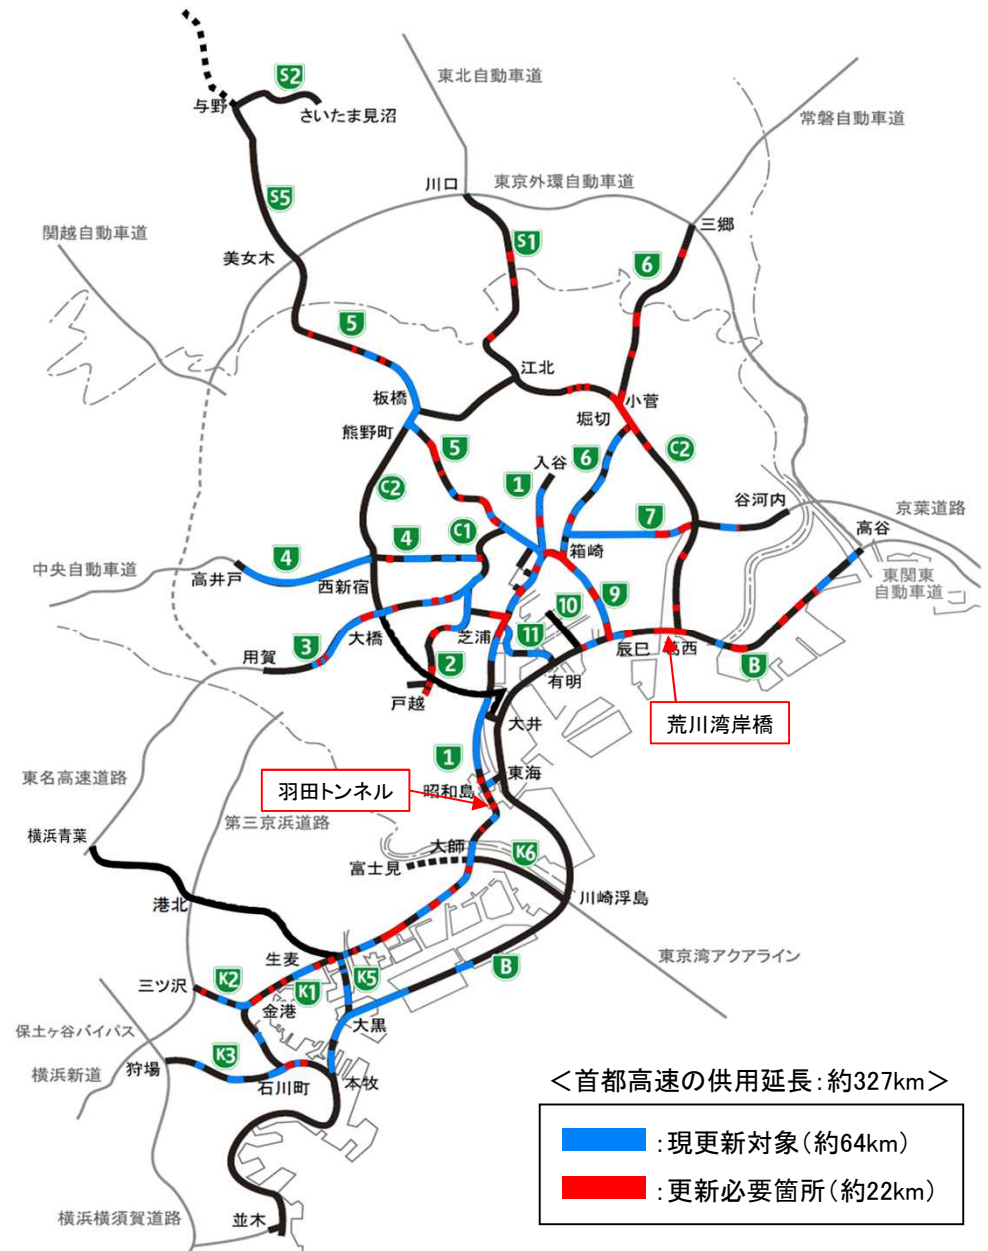 S2
与野
さいたま見沼
東北自動車道
常磐自動車道
川口
東京外環自動車道
S5
三郷
関越自動車道
美女木
S1
6
5
江北
板橋
小菅
堀切
熊野町
5
入谷
6
C2
1
C2
谷河内
京葉道路
高谷
C1
7
4
4
箱崎
中央自動車道
高井戸
西新宿
東関東
自動車道
9
10
3
大橋
芝浦
11
辰巳
葛西
用賀
2
有明
B
戸越
荒川湾岸橋
大井
1
東海
東名高速道路
羽田トンネル
昭和島
第三京浜道路
横浜青葉
大師
K6
富士見
川崎浮島
港北
東京湾アクアライン
生麦
B
三ツ沢
K2
K1
K5
金港
大黒
保土ヶ谷バイパス
K3
狩場
横浜新道
石川町
本牧
<首都高速の供用延長:約327km>
:現更新対象(約64km)
:更新必要箇所(約22km)
横浜横須賀道路
並木